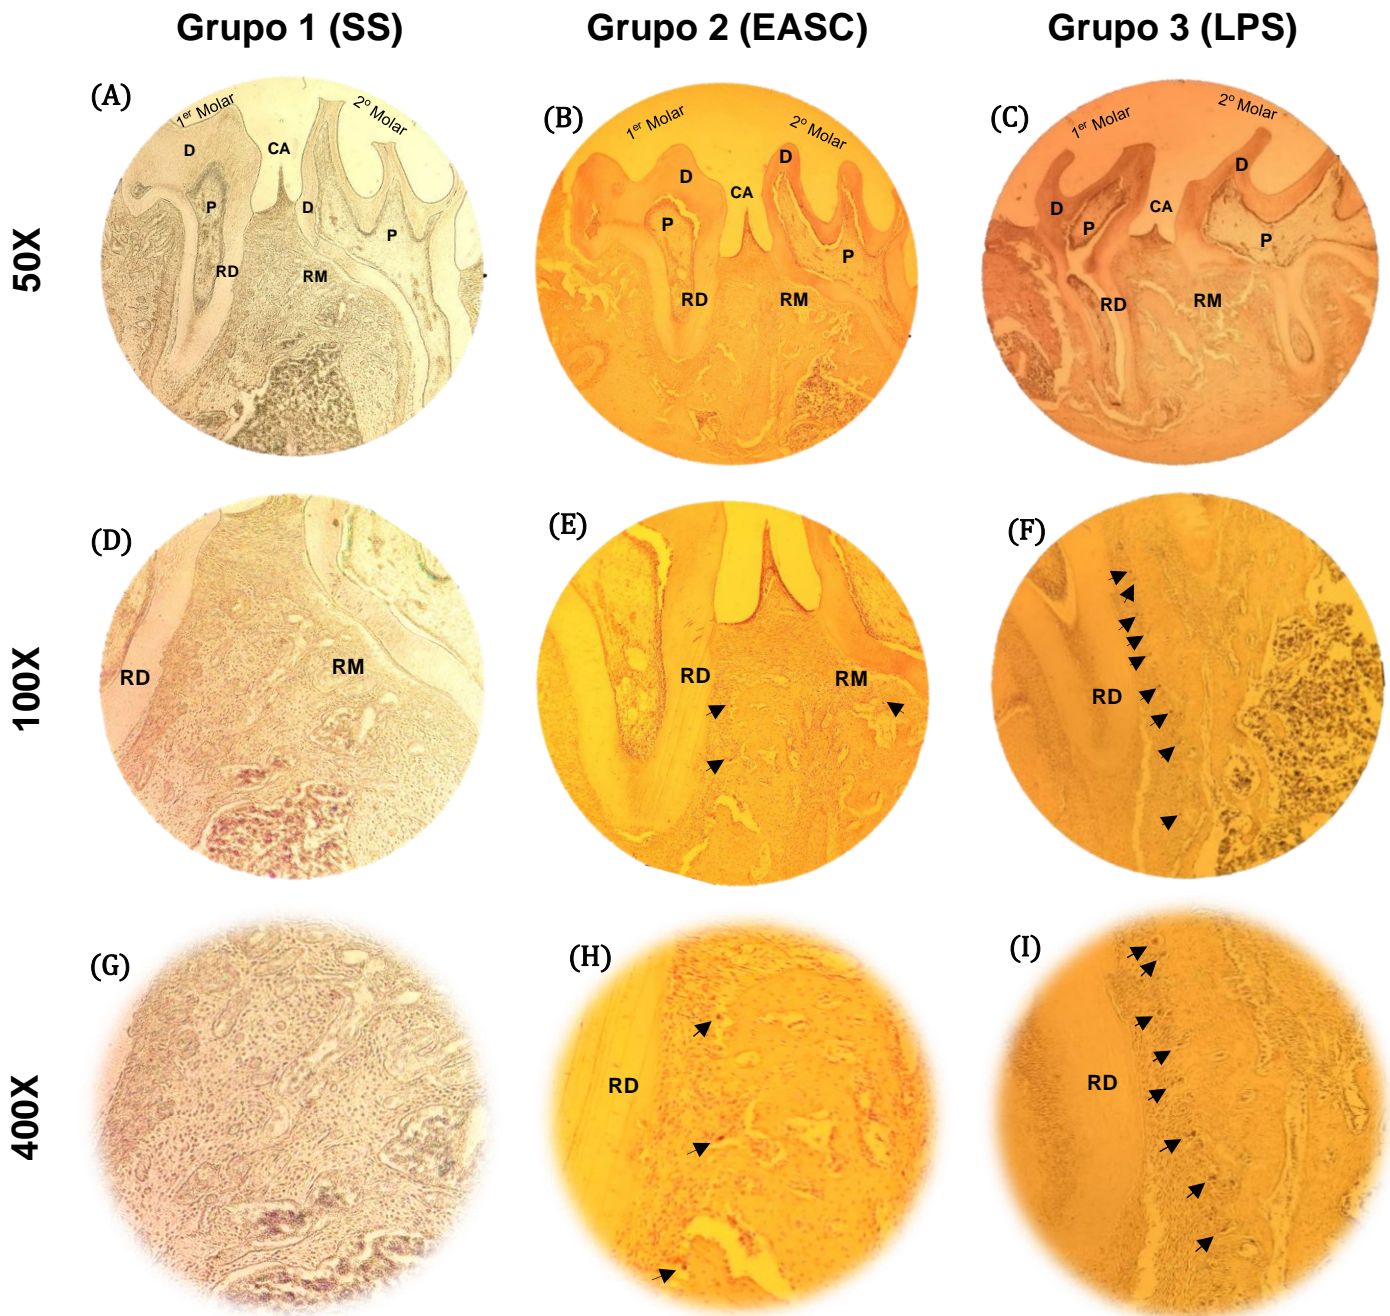 Grupo 1 (SS)
Grupo 2 (EASC)
Grupo 3 (LPS)
50X
(A)
1er Molar
2º Molar
D
CA
P
D
P
RD
RM
(B)
1er Molar
2º Molar
D
D
CA
P
P
RD
RM
(C)
1er Molar
2º Molar
D
D
CA
P
P
RD
RM
100X
(D)
RD
RM
(E)
RD
RM
(F)
RD
400X
(G)
(H)
RD
(I)
RD